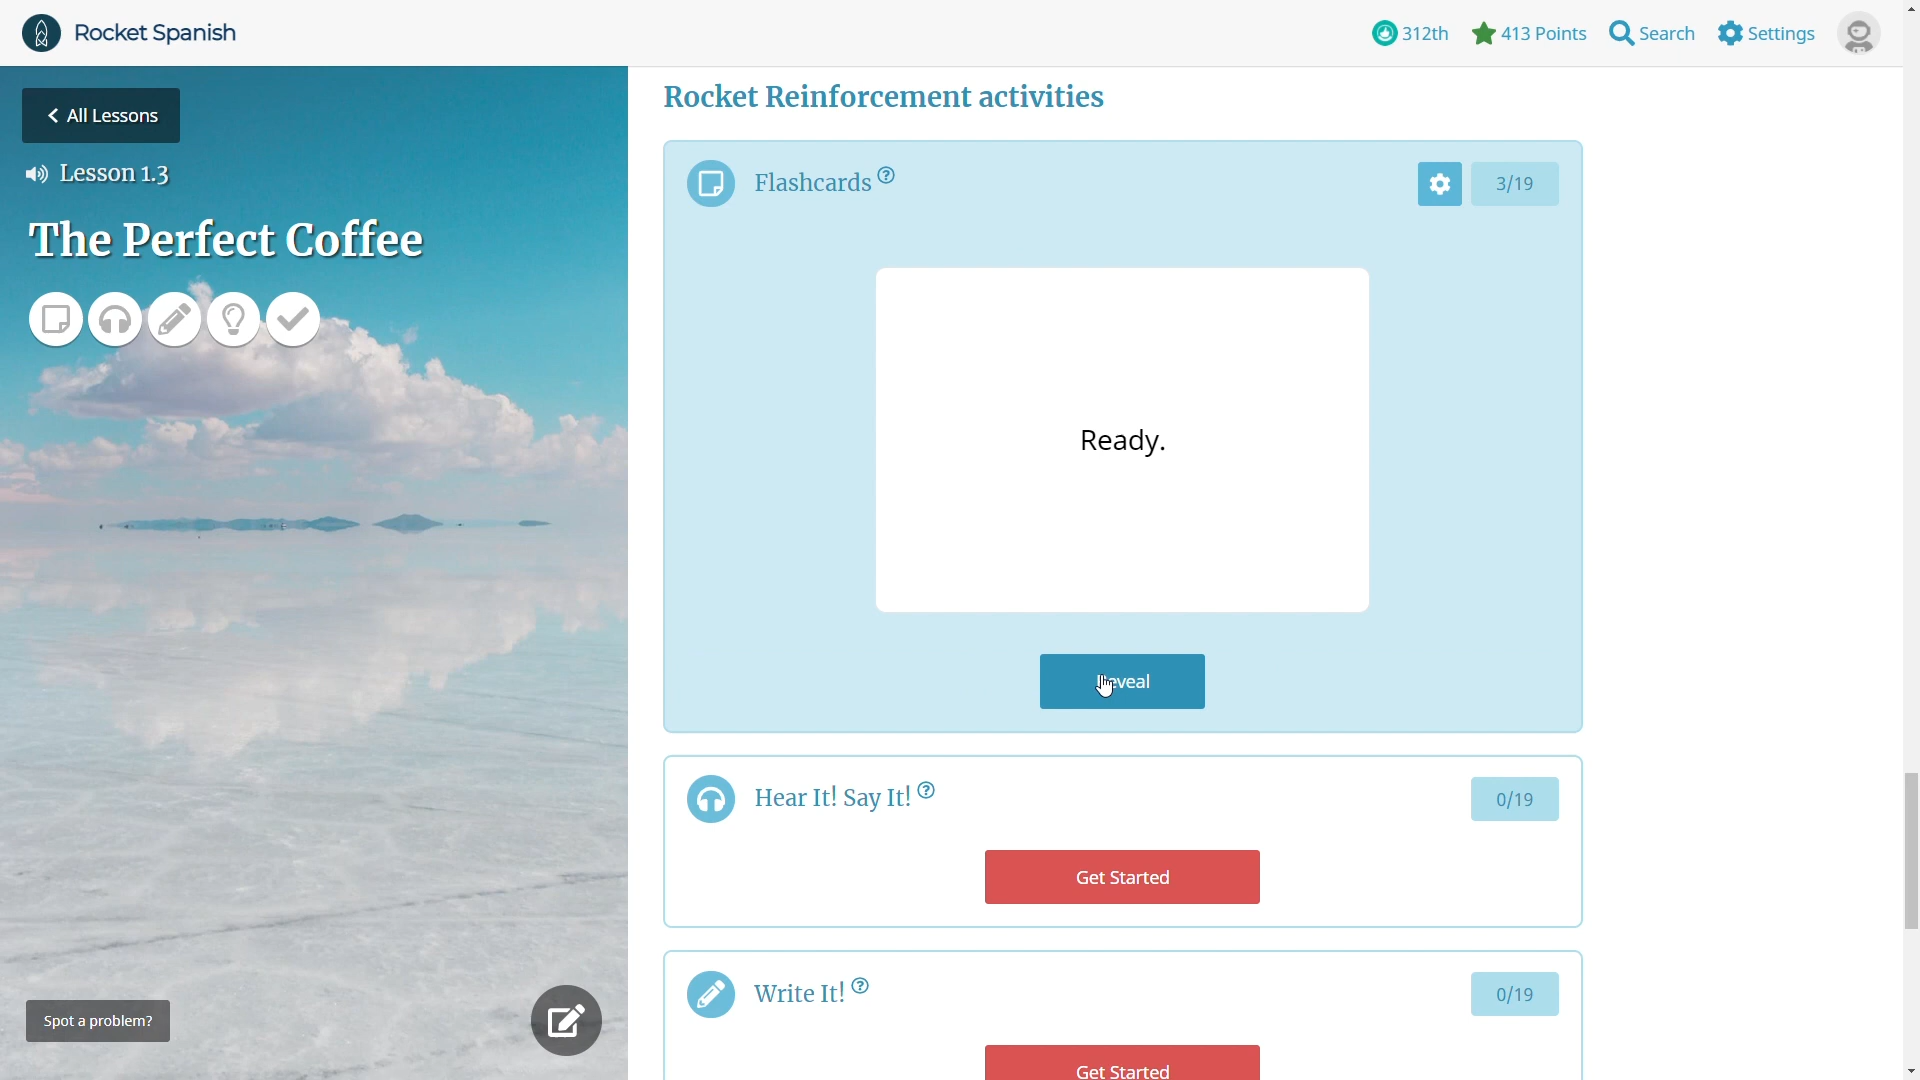 Rocket Spanish
312th
413 Points
Search
Settings
All Lessons
Lesson 1.3
The Perfect Coffee
Spot a problem?
Rocket Reinforcement activities
Flashcards
3/19
Ready.
Reveal
Hear It! Say It!
0/19
Get Started
Write It!
0/19
Get Started